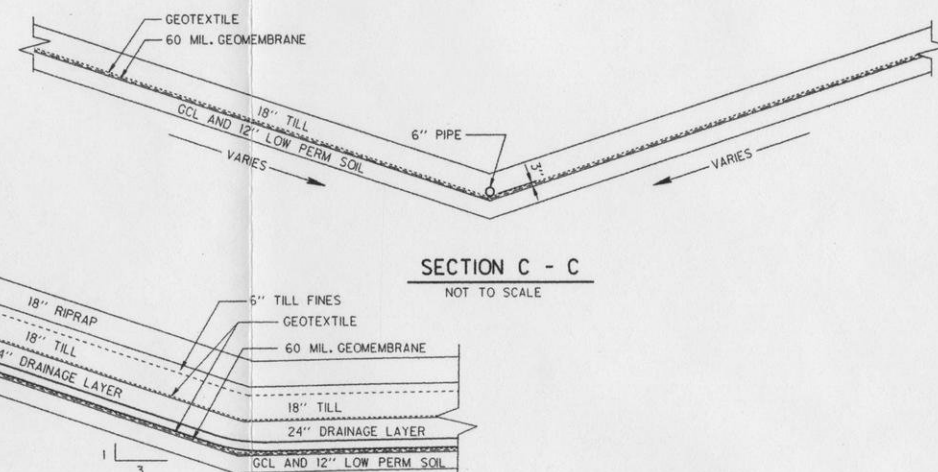 GEOTEXTILE
60 MIL. GEOMEMBRANE
18" TILL
GCL AND 12" LOW PERM SOIL
VARIES
6" PIPE
3"
VARIES
SECTION C - C
NOT TO SCALE
18" RIPRAP
6" TILL FINES
GEOTEXTILE
18" TILL
60 MIL. GEOMEMBRANE
4" DRAINAGE LAYER
18" TILL
24" DRAINAGE LAYER
1
3
GCL AND 12" LOW PERM SOIL